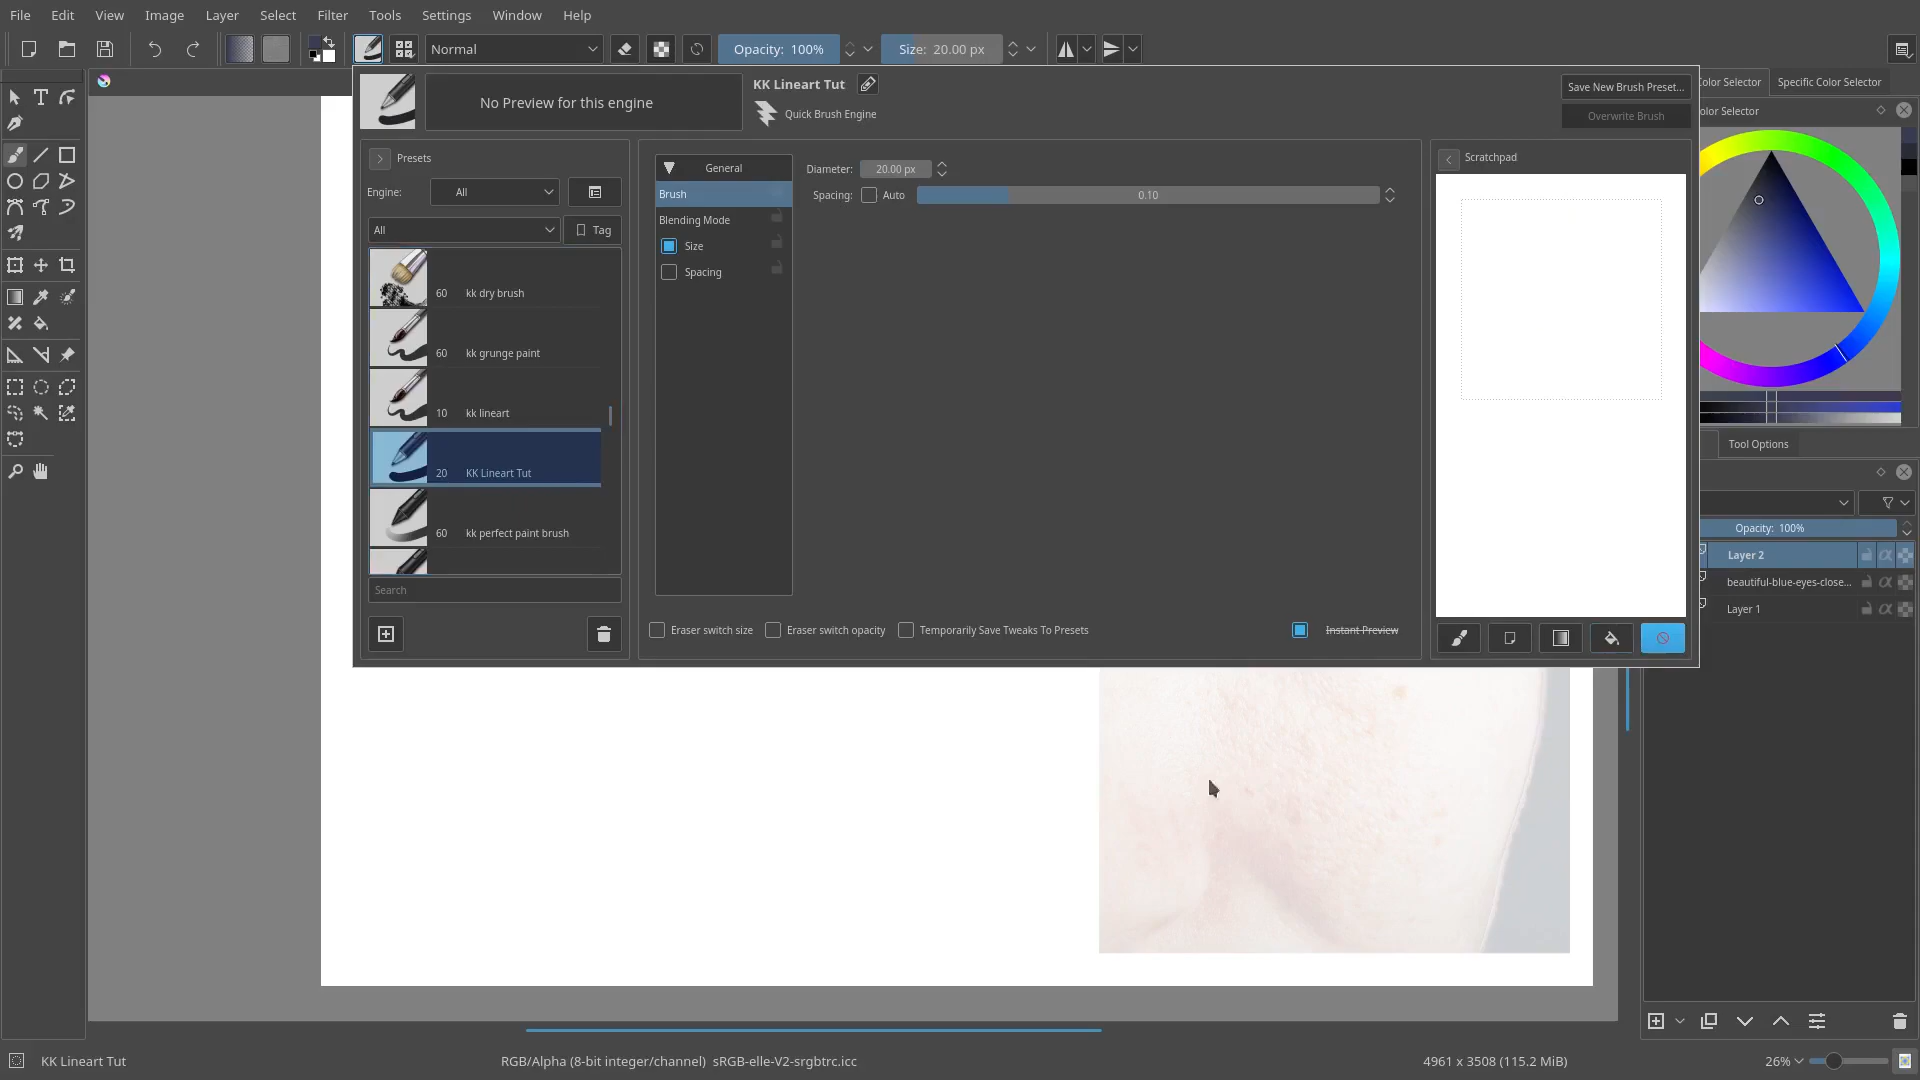 File Edit View Image Layer Select Filter Tools Settings Window Help
Normal
Opacity: 100%
Size: 20.00 px
No Preview for this engine
KK Lineart Tut
Quick Brush Engine
Save New Brush Preset...
Overwrite Brush
Presets
Engine: All
All
Tag
60 kk dry brush
60 kk grunge paint
10 kk lineart
20 KK Lineart Tut
60 kk perfect paint brush
Search
General
Brush
Blending Mode
Size
Spacing
Diameter: 20.00 px
Spacing: Auto 0.10
Eraser switch size
Eraser switch opacity
Temporarily Save Tweaks To Presets
Instant Preview
Scratchpad
olor Selector
Specific Color Selector
olor Selector
Tool Options
Opacity: 100%
Layer 2
beautiful-blue-eyes-close...
Layer 1
KK Lineart Tut
RGB/Alpha (8-bit integer/channel) sRGB-elle-V2-srgbtrc.icc
4961 x 3508 (115.2 MiB)
26%